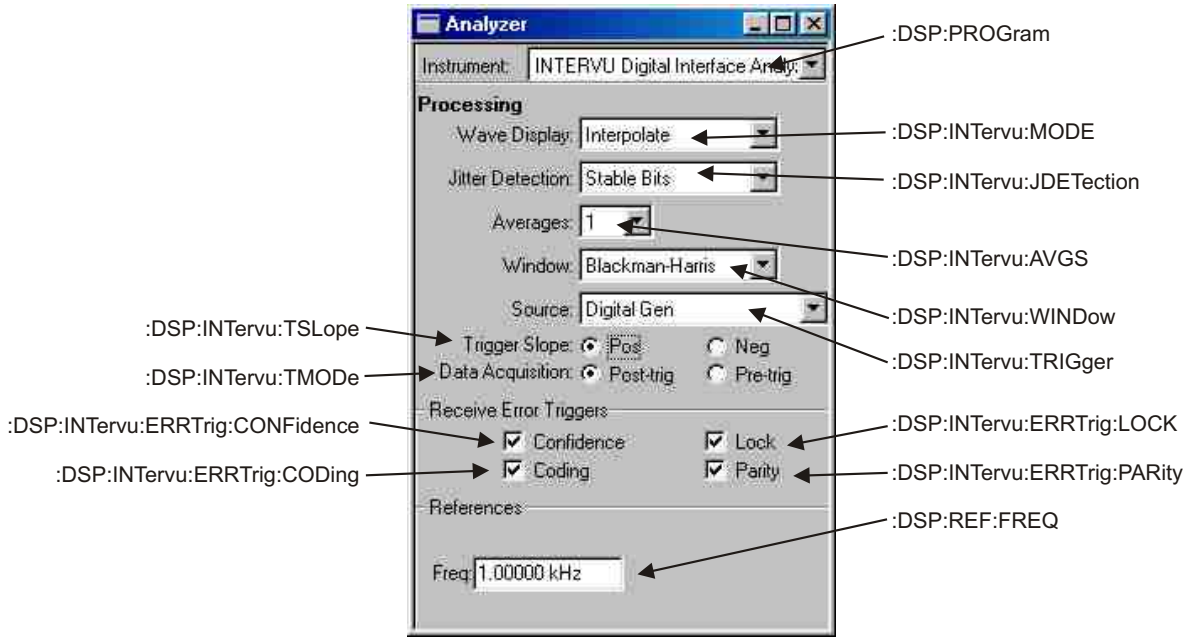 Analyzer
:DSP:PROGram
Instrument: INTERVU Digital Interface Analy:
Processing
Wave Display: Interpolate
:DSP:INTervu:MODE
Jitter Detection: Stable Bits
:DSP:INTervu:JDETection
Averages: 1
:DSP:INTervu:AVGS
Window: Blackman-Harris
:DSP:INTervu:WINDow
Source: Digital Gen
:DSP:INTervu:TRIGger
:DSP:INTervu:TSLope
Trigger Slope: Pos Neg
:DSP:INTervu:TMODe
Data Acquisition: Post-trig Pre-trig
Receive Error Triggers
:DSP:INTervu:ERRTrig:CONFidence
Confidence Lock
:DSP:INTervu:ERRTrig:LOCK
:DSP:INTervu:ERRTrig:CODing
Coding Parity
:DSP:INTervu:ERRTrig:PARity
References
:DSP:REF:FREQ
Freq: 1.00000 kHz